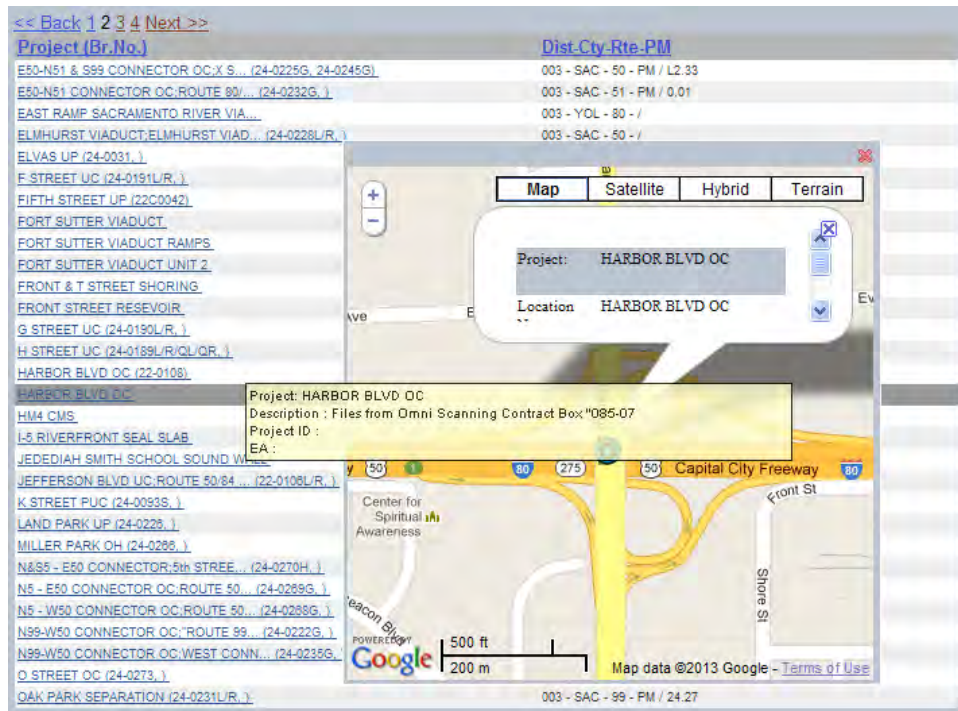 << Back 1 2 3 4 Next >>
Project (Br.No.) Dist-Cty-Rte-PM
E50-N51 & S99 CONNECTOR OC;X S... (24-0225G, 24-0245G) 003 - SAC - 50 - PM / L2.33
E50-N51 CONNECTOR OC;ROUTE 80/... (24-0232G, ) 003 - SAC - 51 - PM / 0.01
EAST RAMP SACRAMENTO RIVER VIA... 003 - YOL - 80 - /
ELMHURST VIADUCT;ELMHURST VIAD... (24-0228L/R, ) 003 - SAC - 50 - /
ELVAS UP (24-0031, )
F STREET UC (24-0191L/R, )
FIFTH STREET UP (22C0042)
FORT SUTTER VIADUCT
FORT SUTTER VIADUCT RAMPS
FORT SUTTER VIADUCT UNIT 2
FRONT & T STREET SHORING
FRONT STREET RESEVOIR
G STREET UC (24-0190L/R, )
H STREET UC (24-0189L/R/QL/QR, )
HARBOR BLVD OC (22-0108)
HARBOR BLVD OC
HM4 CMS
I-5 RIVERFRONT SEAL SLAB
JEDEDIAH SMITH SCHOOL SOUND WALL
JEFFERSON BLVD UC;ROUTE 50/84 ... (22-0106L/R, )
K STREET PUC (24-0093S, )
LAND PARK UP (24-0226, )
MILLER PARK OH (24-0266, )
N&S5 - E50 CONNECTOR;5th STREE... (24-0270H, )
N5 - E50 CONNECTOR OC;ROUTE 50... (24-0269G, )
N5 - W50 CONNECTOR OC;ROUTE 50... (24-0268G, )
N99-W50 CONNECTOR OC;"ROUTE 99... (24-0222G, )
N99-W50 CONNECTOR OC;WEST CONN... (24-0235G,
O STREET OC (24-0273, )
OAK PARK SEPARATION (24-0231L/R, ) 003 - SAC - 99 - PM / 24.27
+
Map Satellite Hybrid Terrain
−
Project: HARBOR BLVD OC
Location HARBOR BLVD OC
Ave E Ev
Project: HARBOR BLVD OC
Description : Files from Omni Scanning Contract Box "085-07
Project ID :
EA :
y 50 1 80 275 50 Capital City Freeway 80
Front St
Center for
Spiritual
Awareness
Shore St
eacon Blvd
POWERED BY
Google
500 ft
200 m
Map data ©2013 Google - Terms of Use